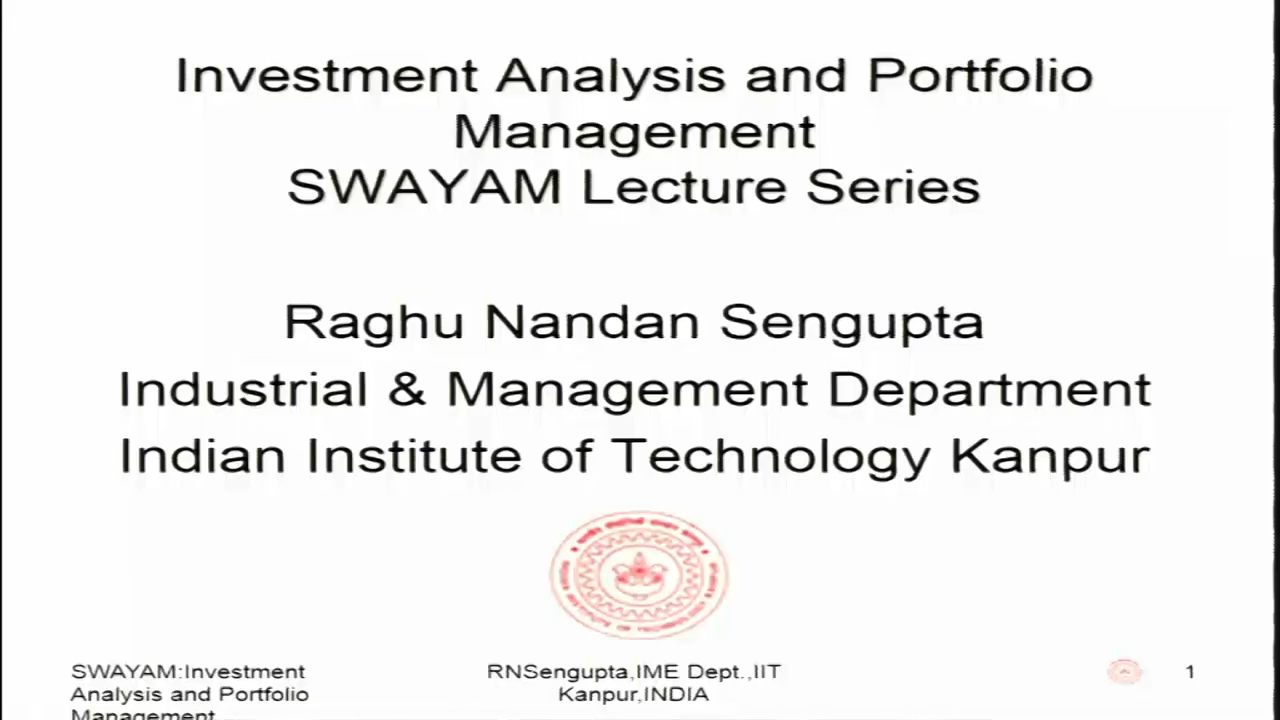 Investment Analysis and Portfolio
Management
SWAYAM Lecture Series
Raghu Nandan Sengupta
Industrial & Management Department
Indian Institute of Technology Kanpur
SWAYAM:Investment
Analysis and Portfolio
Management
RNSengupta,IME Dept.,IIT
Kanpur,INDIA
1